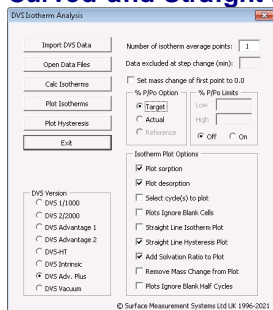 Curved and Straight
DVS Isotherm Analysis
Import DVS Data
Open Data Files
Calc Isotherms
Plot Isotherms
Plot Hysteresis
Exit
Number of isotherm average points: 1
Data excluded at step change (min):
Set mass change of first point to 0.0
% P/Po Option
Target
Actual
Reference
% P/Po Limits
Low
High
Off On
Isotherm Plot Options
Plot sorption
Plot desorption
Select cycle(s) to plot
Plots Ignore Blank Cells
Straight Line Isotherm Plot
Straight Line Hysteresis Plot
Add Solvation Ratio to Plot
Remove Mass Change from Plot
Plots Ignore Blank Half Cycles
DVS Version
DVS 1/1000
DVS 2/2000
DVS Advantage 1
DVS Advantage 2
DVS-HT
DVS Intrinsic
DVS Adv. Plus
DVS Vacuum
© Surface Measurement Systems Ltd UK 1996-2021